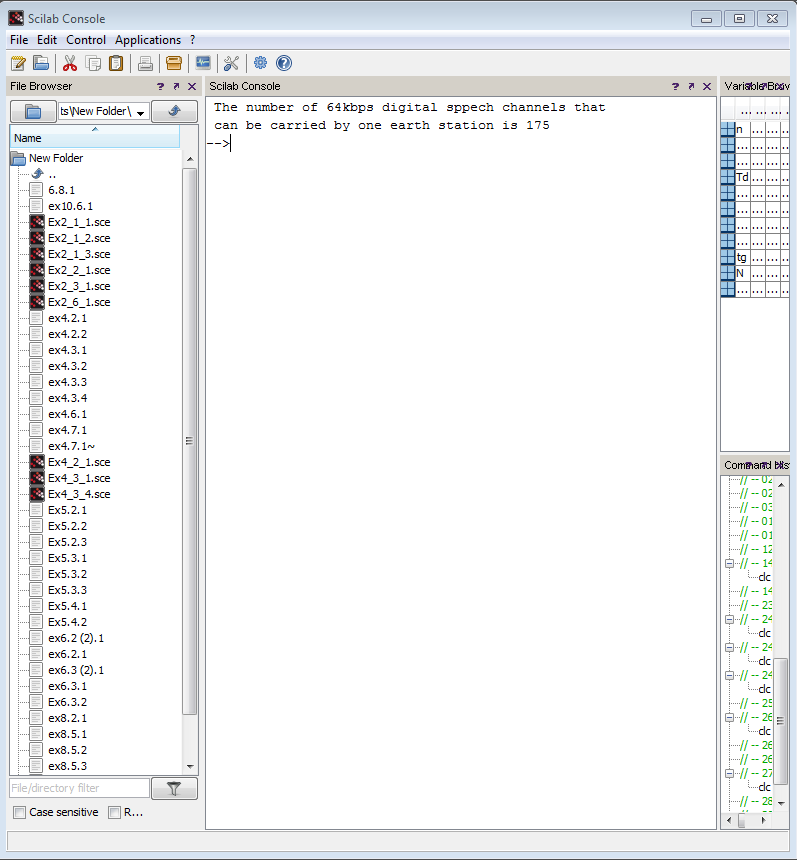 Scilab Console
File Edit Control Applications ?
File Browser
ts\New Folder\
Name
New Folder
..
6.8.1
ex10.6.1
Ex2_1_1.sce
Ex2_1_2.sce
Ex2_1_3.sce
Ex2_2_1.sce
Ex2_3_1.sce
Ex2_6_1.sce
ex4.2.1
ex4.2.2
ex4.3.1
ex4.3.2
ex4.3.3
ex4.3.4
ex4.6.1
ex4.7.1
ex4.7.1~
Ex4_2_1.sce
Ex4_3_1.sce
Ex4_3_4.sce
Ex5.2.1
Ex5.2.2
Ex5.2.3
Ex5.3.1
Ex5.3.2
Ex5.3.3
Ex5.4.1
Ex5.4.2
ex6.2 (2).1
ex6.2.1
ex6.3 (2).1
ex6.3.1
ex6.3.2
ex8.2.1
ex8.5.1
ex8.5.2
ex8.5.3
File/directory filter
Case sensitive R...
Scilab Console
The number of 64kbps digital sppech channels that
can be carried by one earth station is 175
-->
n
Td
tg
N
// -- 02
// -- 02
// -- 03
// -- 01
// -- 01
// -- 12
// -- 14
clc
// -- 14
// -- 23
// -- 24
clc
// -- 24
clc
// -- 24
clc
// -- 25
// -- 26
clc
// -- 26
// -- 26
// -- 27
clc
// -- 28